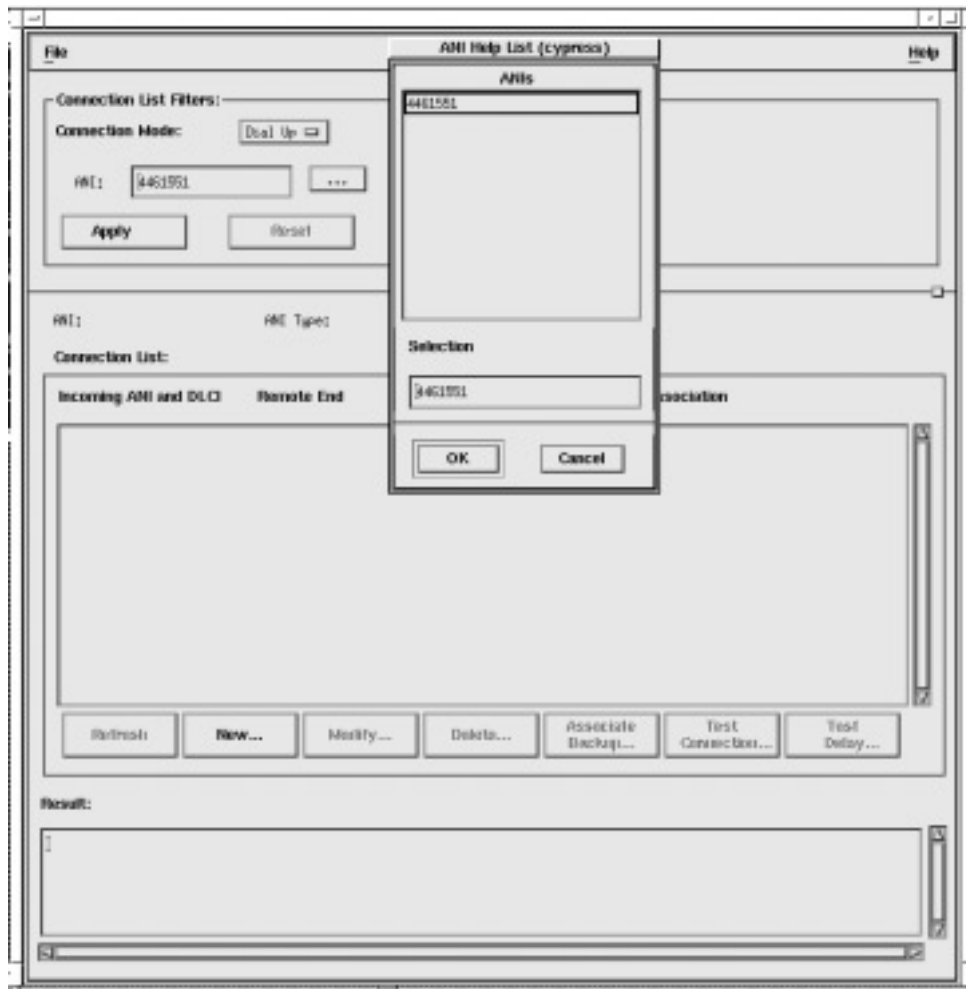 File
Help
Connection List Filters:
Connection Mode:
Dial Up
ANI:
4461551
...
Apply
Reset
ANI Help List (cypress)
ANIs
4461551
Selection
4461551
OK
Cancel
ANI:
ANI Type:
Connection List:
Incoming ANI and DLCI
Remote End
ssociation
Refresh
New...
Modify...
Delete...
Associate
Backup...
Test
Connection...
Test
Delay...
Result: